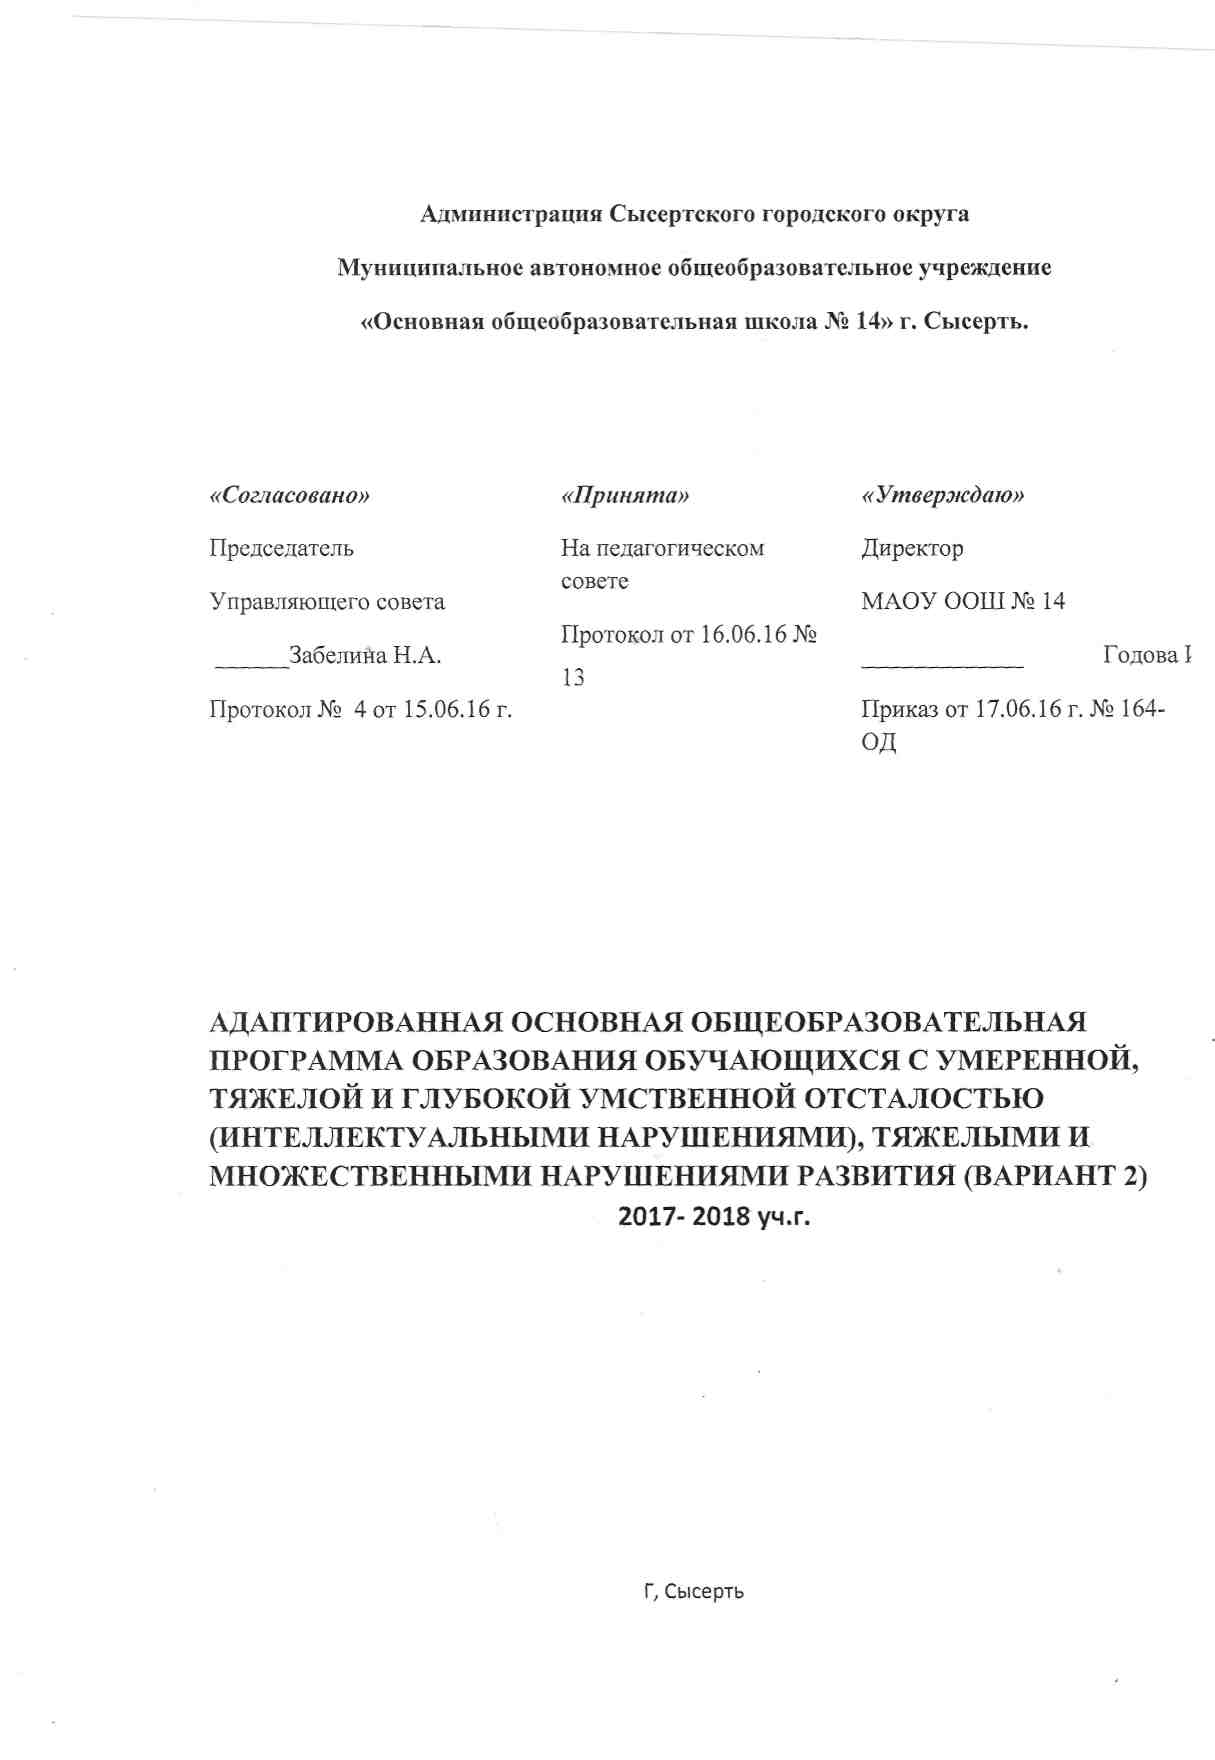 Администрация Сысертского городского округа
Муниципальное автономное общеобразовательное учреждение
«Основная общеобразовательная школа № 14» г. Сысерть.
«Согласовано»
Председатель
Управляющего совета
______Забелина Н.А.
Протокол № 4 от 15.06.16 г.
«Принята»
На педагогическом
совете
Протокол от 16.06.16 №
13
«Утверждаю»
Директор
МАОУ ООШ № 14
_____________ Годова
Приказ от 17.06.16 г. № 164-
ОД
АДАПТИРОВАННАЯ ОСНОВНАЯ ОБЩЕОБРАЗОВАТЕЛЬНАЯ
ПРОГРАММА ОБРАЗОВАНИЯ ОБУЧАЮЩИХСЯ С УМЕРЕННОЙ,
ТЯЖЕЛОЙ И ГЛУБОКОЙ УМСТВЕННОЙ ОТСТАЛОСТЬЮ
(ИНТЕЛЛЕКТУАЛЬНЫМИ НАРУШЕНИЯМИ), ТЯЖЕЛЫМИ И
МНОЖЕСТВЕННЫМИ НАРУШЕНИЯМИ РАЗВИТИЯ (ВАРИАНТ 2)
2017- 2018 уч.г.
Г, Сысерть